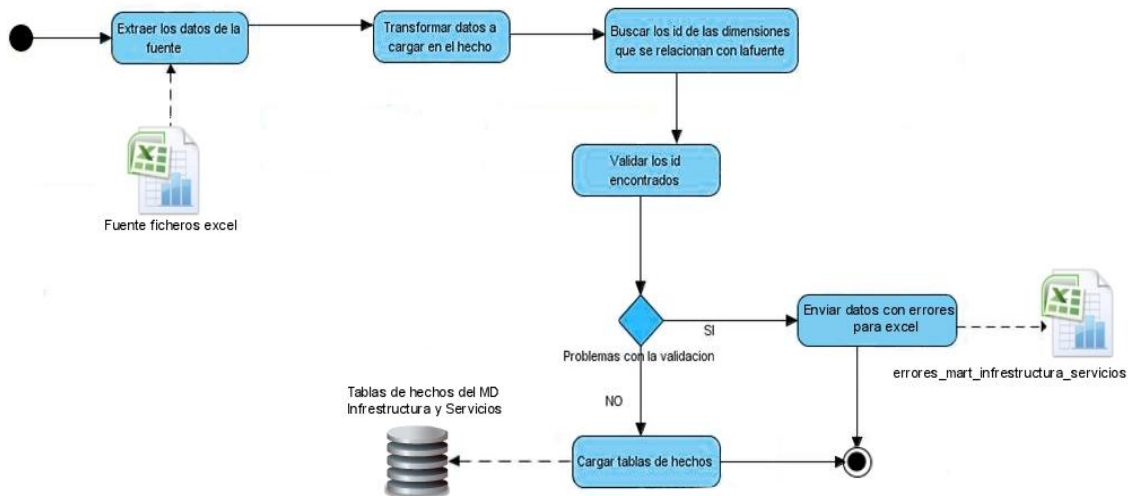 Extraer los datos de la
fuente
Transformar datos a
cargar en el hecho
Buscar los id de las dimensiones
que se relacionan con lafuente
Fuente ficheros excel
Validar los id
encontrados
Problemas con la validacion
SI
Enviar datos con errores
para excel
errores_mart_infrestructura_servicios
NO
Tablas de hechos del MD
Infrestructura y Servicios
Cargar tablas de hechos